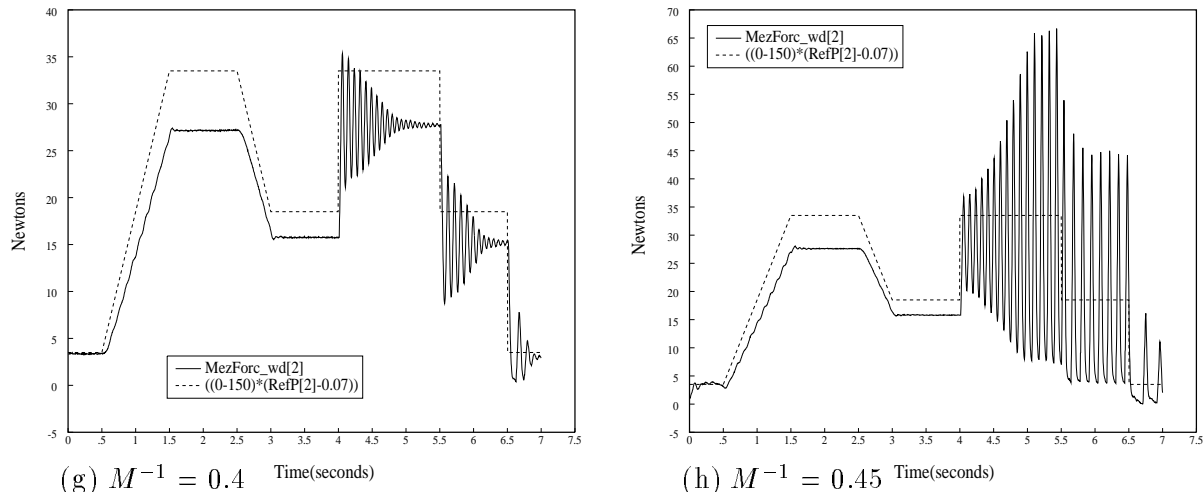 40
35
30
25
20
15
10
5
0
-5
Newtons
MezForc_wd[2]
((0-150)*(RefP[2]-0.07))
0 .5 1 1.5 2 2.5 3 3.5 4 4.5 5 5.5 6 6.5 7 7.5
Time(seconds)
(g) M⁻¹ = 0.4
70
65
60
55
50
45
40
35
30
25
20
15
10
5
0
-5
Newtons
MezForc_wd[2]
((0-150)*(RefP[2]-0.07))
0 .5 1 1.5 2 2.5 3 3.5 4 4.5 5 5.5 6 6.5 7 7.5
Time(seconds)
(h) M⁻¹ = 0.45